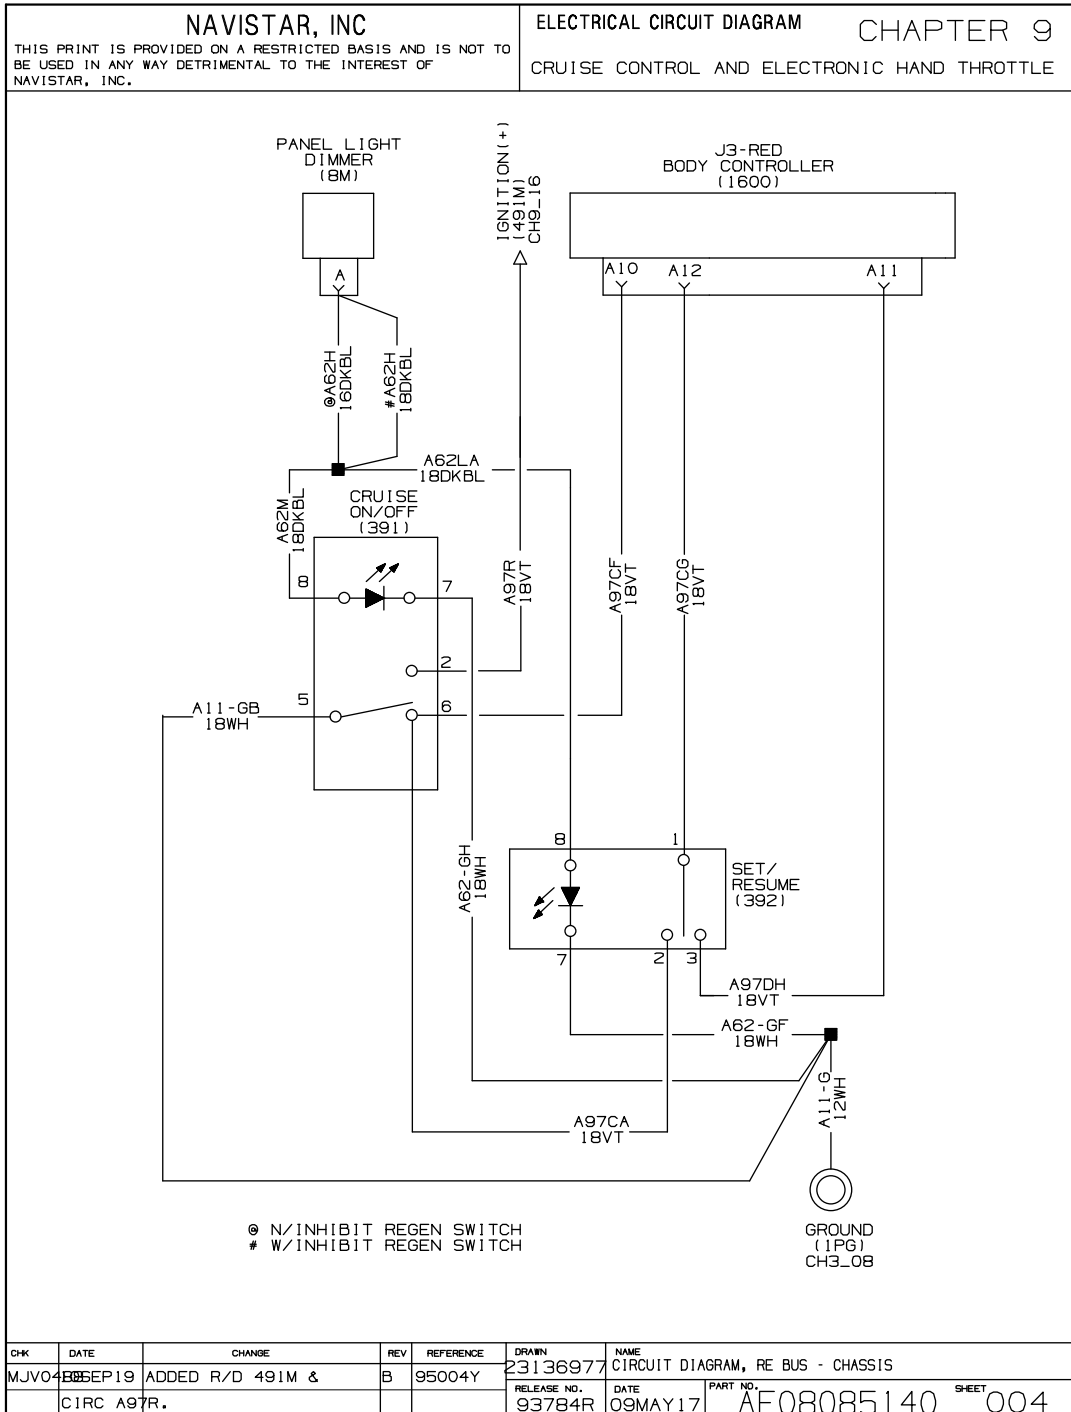 NAVISTAR, INC
THIS PRINT IS PROVIDED ON A RESTRICTED BASIS AND IS NOT TO
BE USED IN ANY WAY DETRIMENTAL TO THE INTEREST OF
NAVISTAR, INC.
ELECTRICAL CIRCUIT DIAGRAM
CHAPTER 9
CRUISE CONTROL AND ELECTRONIC HAND THROTTLE
PANEL LIGHT
DIMMER
(8M)
A
IGNITION(+)
(491M)
CH9_16
J3-RED
BODY CONTROLLER
(1600)
A10
A12
A11
@A62H
16DKBL
#A62H
18DKBL
A62LA
18DKBL
A62M
18DKBL
CRUISE
ON/OFF
(391)
8
7
2
5
6
A97R
18VT
A97CF
18VT
A97CG
18VT
A11-GB
18WH
A62-GH
18WH
8
1
SET/
RESUME
(392)
7
2
3
A97DH
18VT
A62-GF
18WH
A11-G
12WH
A97CA
18VT
GROUND
(1PG)
CH3_08
@ N/INHIBIT REGEN SWITCH
# W/INHIBIT REGEN SWITCH
CHK
DATE
CHANGE
REV
REFERENCE
DRAWN
23136977
NAME
CIRCUIT DIAGRAM, RE BUS - CHASSIS
SEP19
ADDED R/D 491M &
B
95004Y
CIRC A97R.
RELEASE NO.
93784R
DATE
09MAY17
PART NO.
AF08085140
SHEET
004